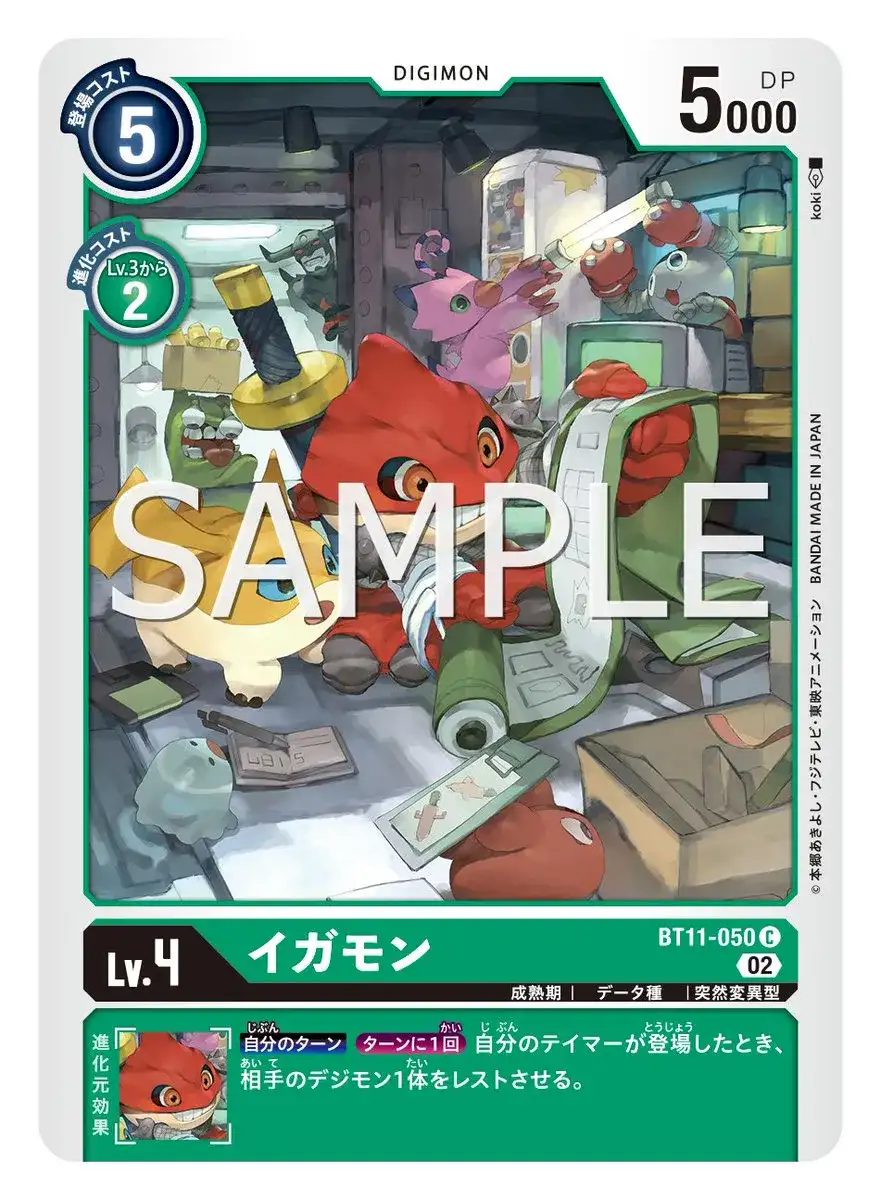 DIGIMON
登場コスト
5
5000
DP
進化コスト
Lv.3から
2
koki
SAMPLE
©本郷あきよし・フジテレビ・東映アニメーション BANDAI MADE IN JAPAN
Lv.4
イガモン
BT11-050 C
02
成熟期 | データ種 | 突然変異型
進化元効果
自分のターン ターンに1回 自分のテイマーが登場したとき、
相手のデジモン1体をレストさせる。